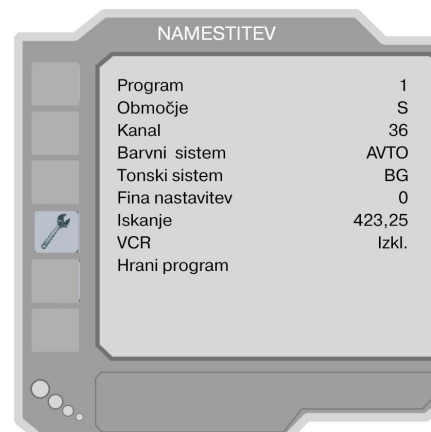 NAMESTITEV
Program 1
Območje S
Kanal 36
Barvni sistem AVTO
Tonski sistem BG
Fina nastavitev 0
Iskanje 423,25
VCR Izkl.
Hrani program